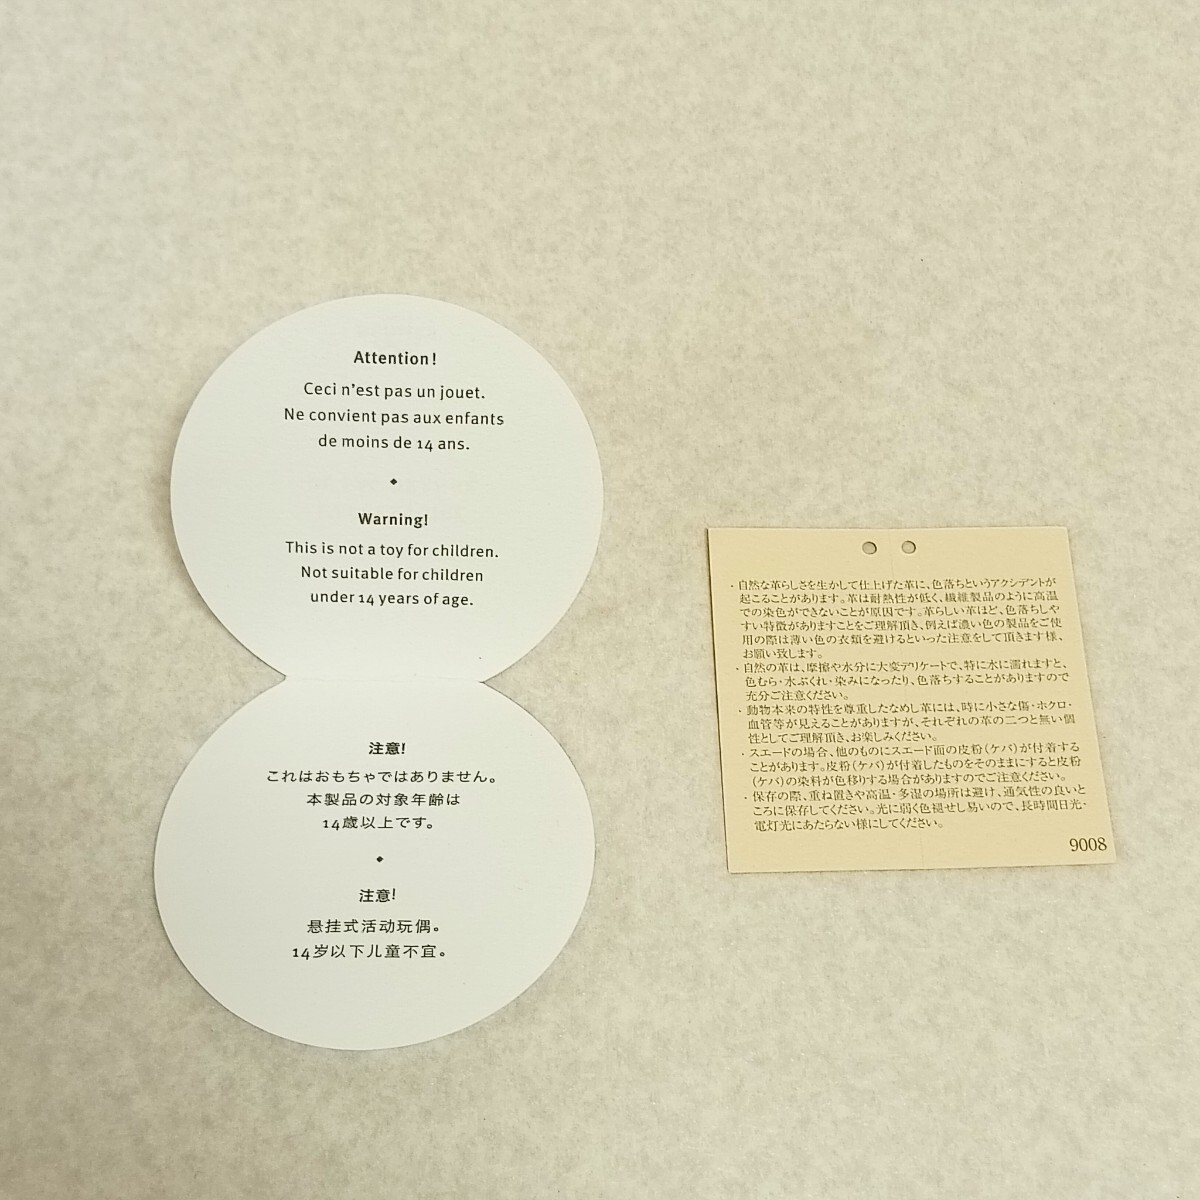 Attention!
Ceci n'est pas un jouet.
Ne convient pas aux enfants
de moins de 14 ans.
Warning!
This is not a toy for children.
Not suitable for children
under 14 years of age.
注意!
これはおもちゃではありません。
本製品の対象年齢は
14歳以上です。
注意!
悬挂式活动玩偶。
14岁以下儿童不宜。
・自然な革らしさを生かして仕上げた革に、色落ちというアクシデントが
起こることがあります。革は耐熱性が低く、繊維製品のように高温
での染色ができないことが原因です。革らしい革ほど、色落ちしや
すい特徴がありますことをご理解頂き、例えば濃い色の製品をご使
用の際は薄い色の衣類を避けるといった注意をして頂きます様、
お願い致します。
・自然の革は、摩擦や水分に大変デリケートで、特に水に濡れますと、
色むら・水ぶくれ・染みになったり、色落ちすることがありますので
充分ご注意ください。
・動物本来の特性を尊重したなめし革には、時に小さな傷・ホクロ・
血管等が見えることがありますが、それぞれの革の二つと無い個
性としてご理解頂き、お楽しみください。
・スエードの場合、他のものにスエード面の皮粉(ケバ)が付着する
ことがあります。皮粉(ケバ)が付着したものをそのままにすると皮粉
(ケバ)の染料が色移りする場合がありますのでご注意ください。
・保存の際、重ね置きや高温・多湿の場所は避け、通気性の良いと
ころに保存してください。光に弱く色褪せし易いので、長時間日光・
電灯光にあたらない様にしてください。
9008